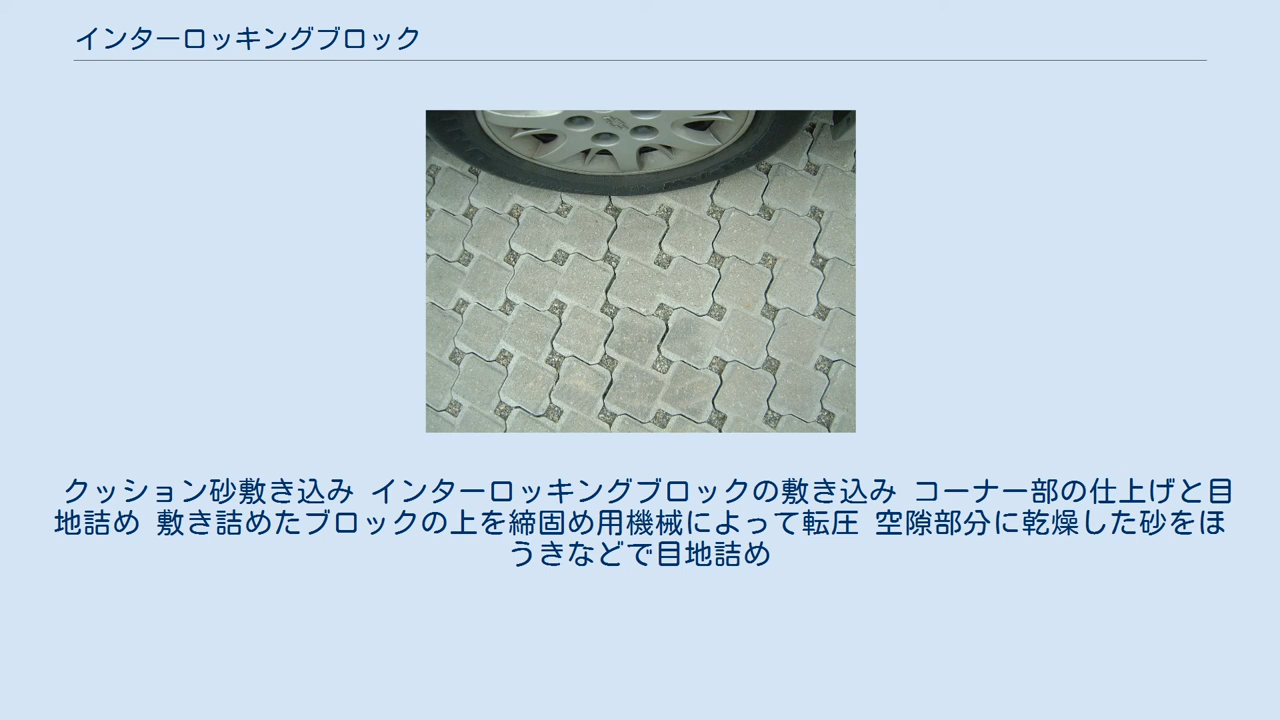 インターロッキングブロック
クッション砂敷き込み インターロッキングブロックの敷き込み コーナー部の仕上げと目
地詰め 敷き詰めたブロックの上を締固め用機械によって転圧 空隙部分に乾燥した砂をほ
うきなどで目地詰め